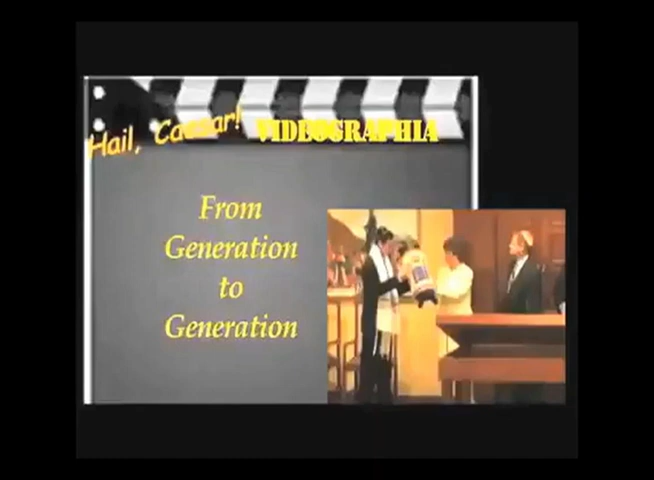 Hail, Caesar!
VIDEOGRAPHIA
From
Generation
to
Generation